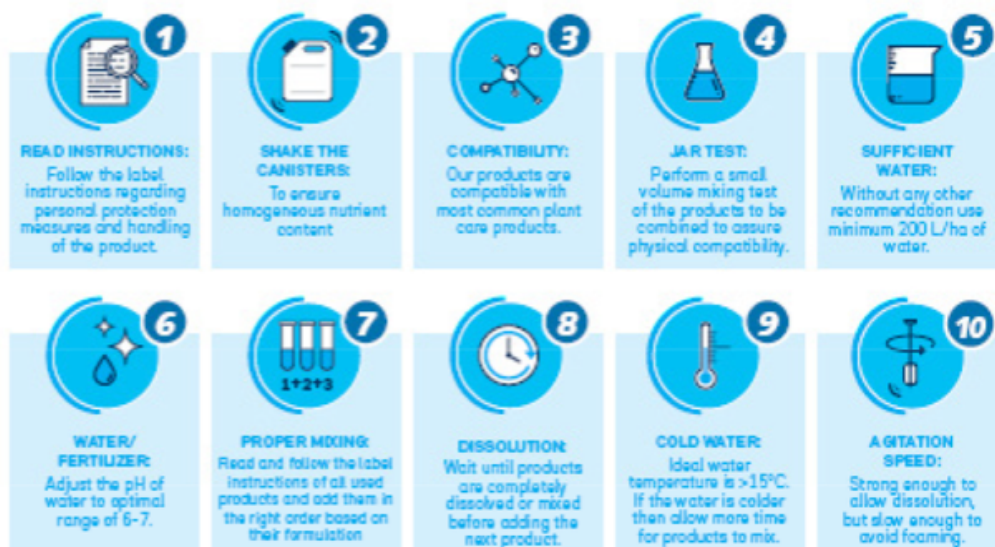 1
READ INSTRUCTIONS:
Follow the label
instructions regarding
personal protection
measures and handling
of the product.
2
SHAKE THE
CANISTERS:
To ensure
homogeneous nutrient
content
3
COMPATIBILITY:
Our products are
compatible with
most common plant
care products.
4
JAR TEST:
Perform a small
volume mixing test
of the products to be
combined to assure
physical compatibility.
5
SUFFICIENT
WATER:
Without any other
recommendation use
minimum 200 L/ha of
water.
6
WATER/
FERTILIZER:
Adjust the pH of
water to optimal
range of 6-7.
7
1+2+3
PROPER MIXING:
Read and follow the label
instructions of all used
products and add them in
the right order based on
their formulation
8
DISSOLUTION:
Wait until products
are completely
dissolved or mixed
before adding the
next product.
9
COLD WATER:
Ideal water
temperature is >15°C.
If the water is colder
then allow more time
for products to mix.
10
AGITATION
SPEED:
Strong enough to
allow dissolution,
but slow enough to
avoid foaming.